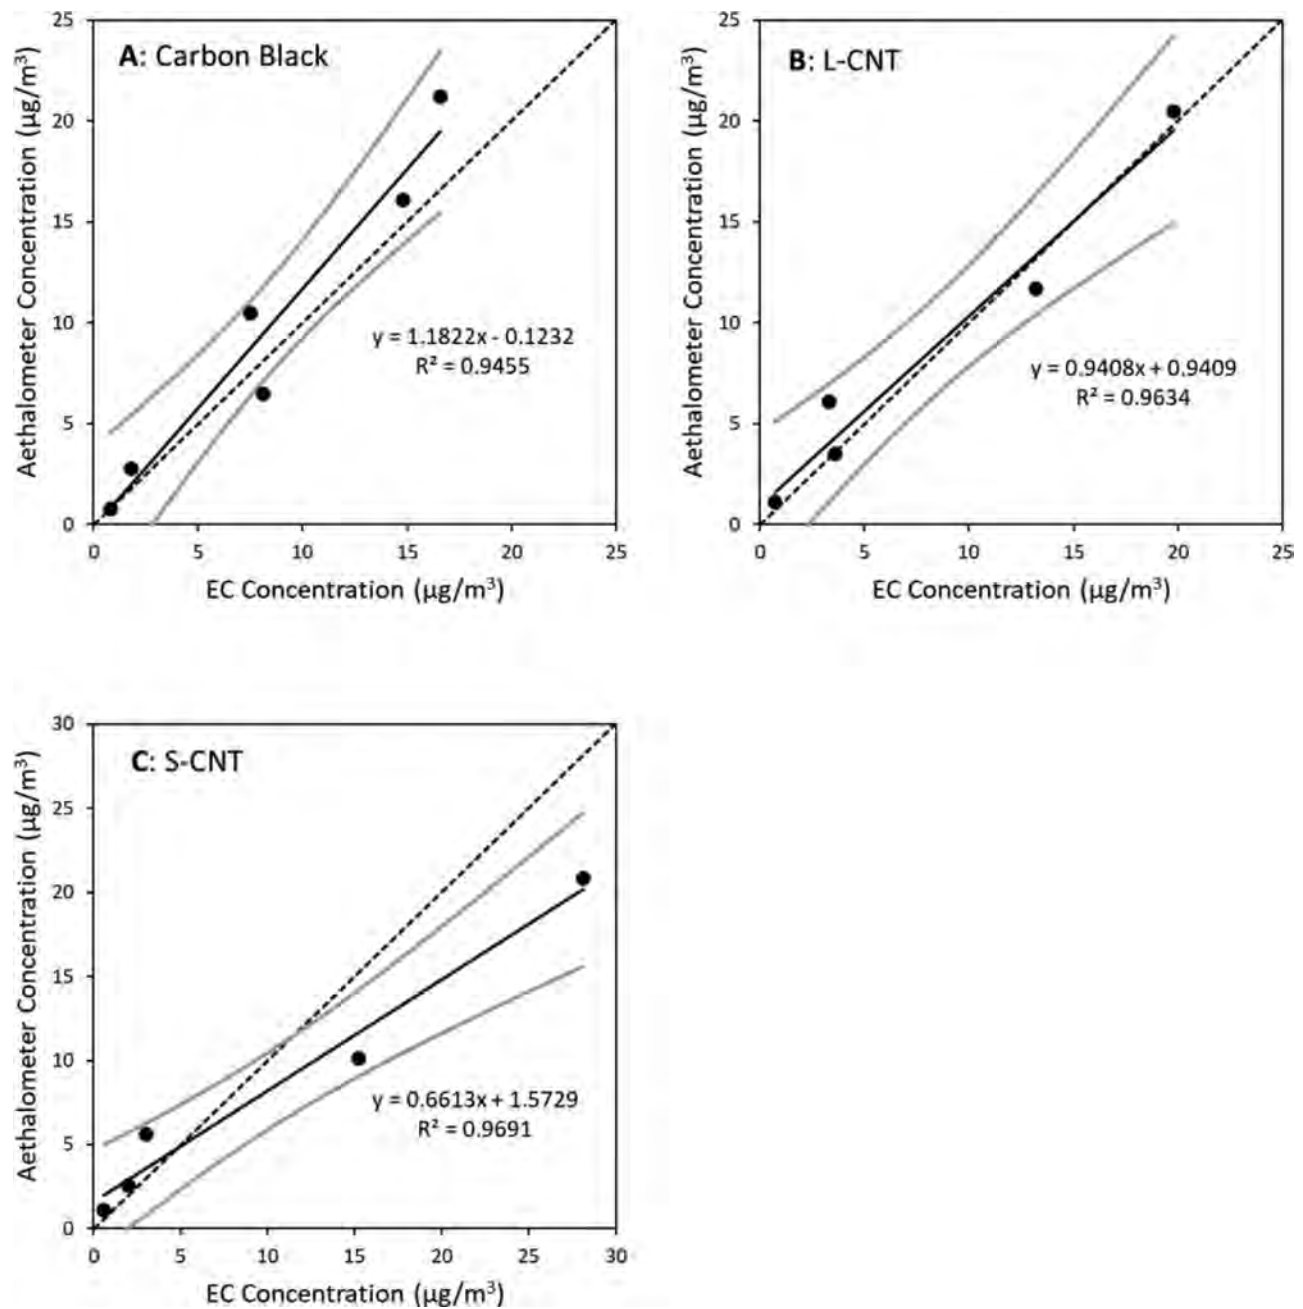 A: Carbon Black
Aethalometer Concentration (µg/m³)
25
20
15
10
5
0
y = 1.1822x - 0.1232
R² = 0.9455
0 5 10 15 20 25
EC Concentration (µg/m³)
B: L-CNT
Aethalometer Concentration (µg/m³)
25
20
15
10
5
0
y = 0.9408x + 0.9409
R² = 0.9634
0 5 10 15 20 25
EC Concentration (µg/m³)
C: S-CNT
Aethalometer Concentration (µg/m³)
30
25
20
15
10
5
0
y = 0.6613x + 1.5729
R² = 0.9691
0 5 10 15 20 25 30
EC Concentration (µg/m³)